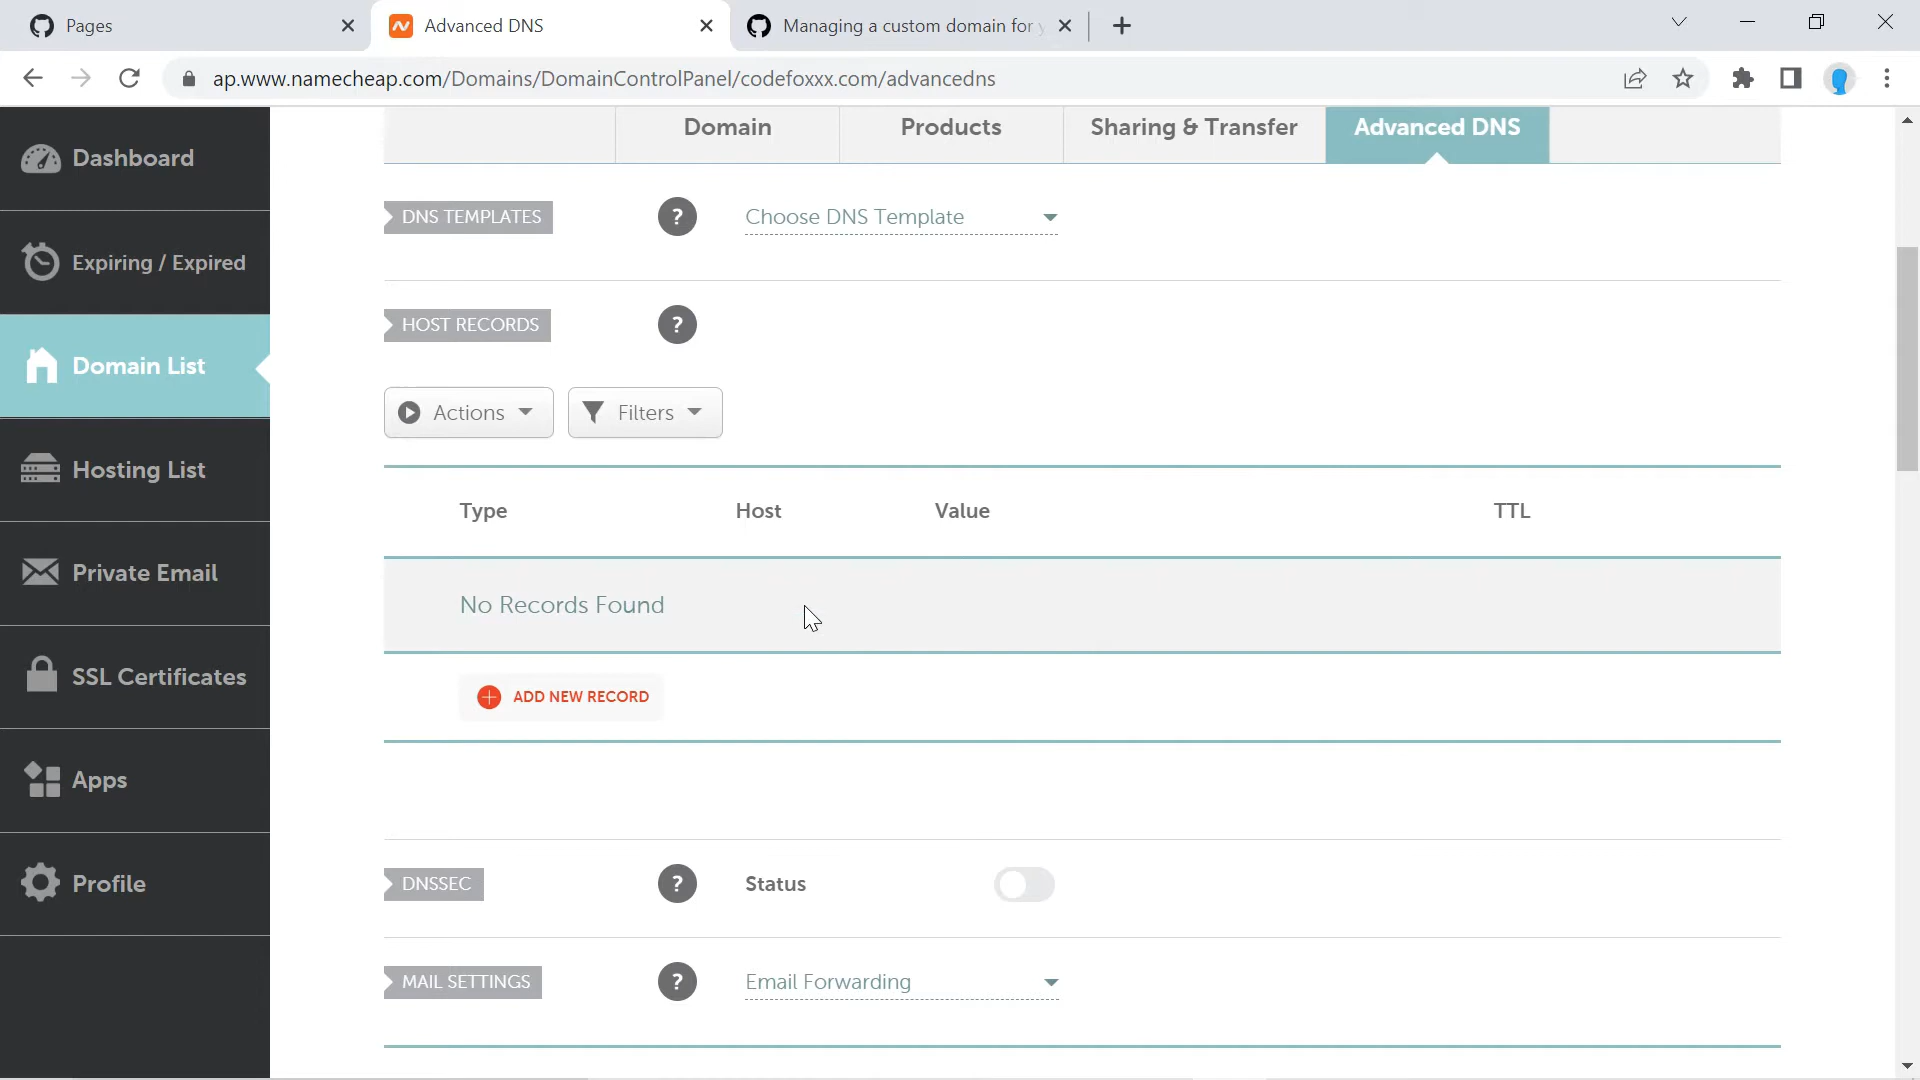 Pages
Advanced DNS
Managing a custom domain for y
ap.www.namecheap.com/Domains/DomainControlPanel/codefoxxx.com/advancedns
Dashboard
Expiring / Expired
Domain List
Hosting List
Private Email
SSL Certificates
Apps
Profile
Domain
Products
Sharing & Transfer
Advanced DNS
DNS TEMPLATES
?
Choose DNS Template
HOST RECORDS
?
Actions
Filters
Type
Host
Value
TTL
No Records Found
ADD NEW RECORD
DNSSEC
?
Status
MAIL SETTINGS
?
Email Forwarding